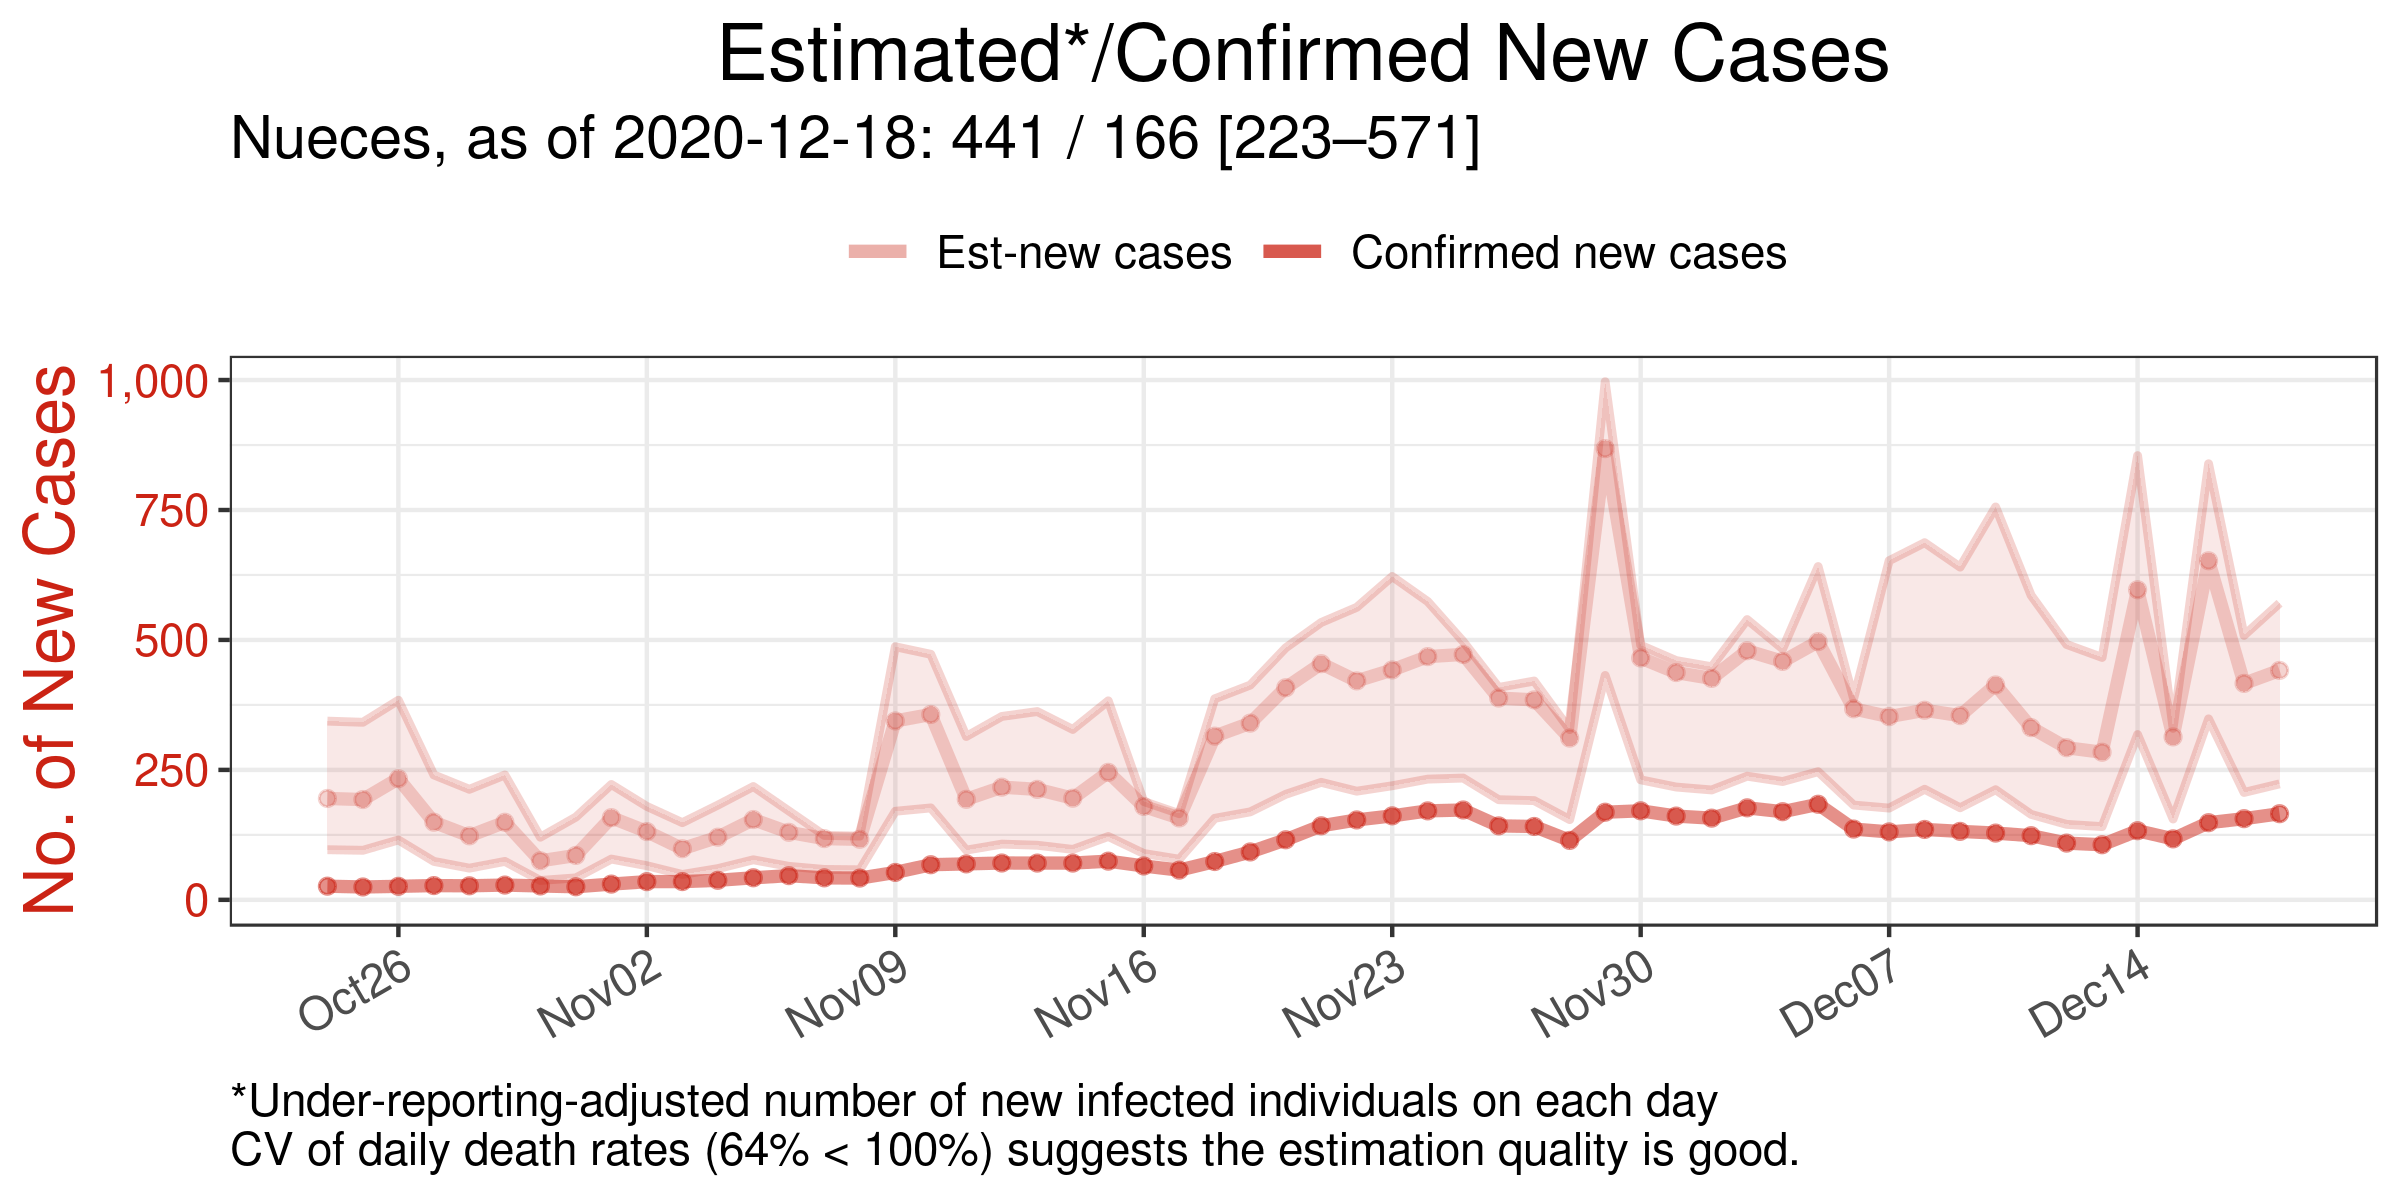 Estimated*/Confirmed New Cases
Nueces, as of 2020-12-18: 441 / 166 [223–571]
Est-new cases
Confirmed new cases
No. of New Cases
1,000
750
500
250
0
Oct26
Nov02
Nov09
Nov16
Nov23
Nov30
Dec07
Dec14
*Under-reporting-adjusted number of new infected individuals on each day
CV of daily death rates (64% < 100%) suggests the estimation quality is good.